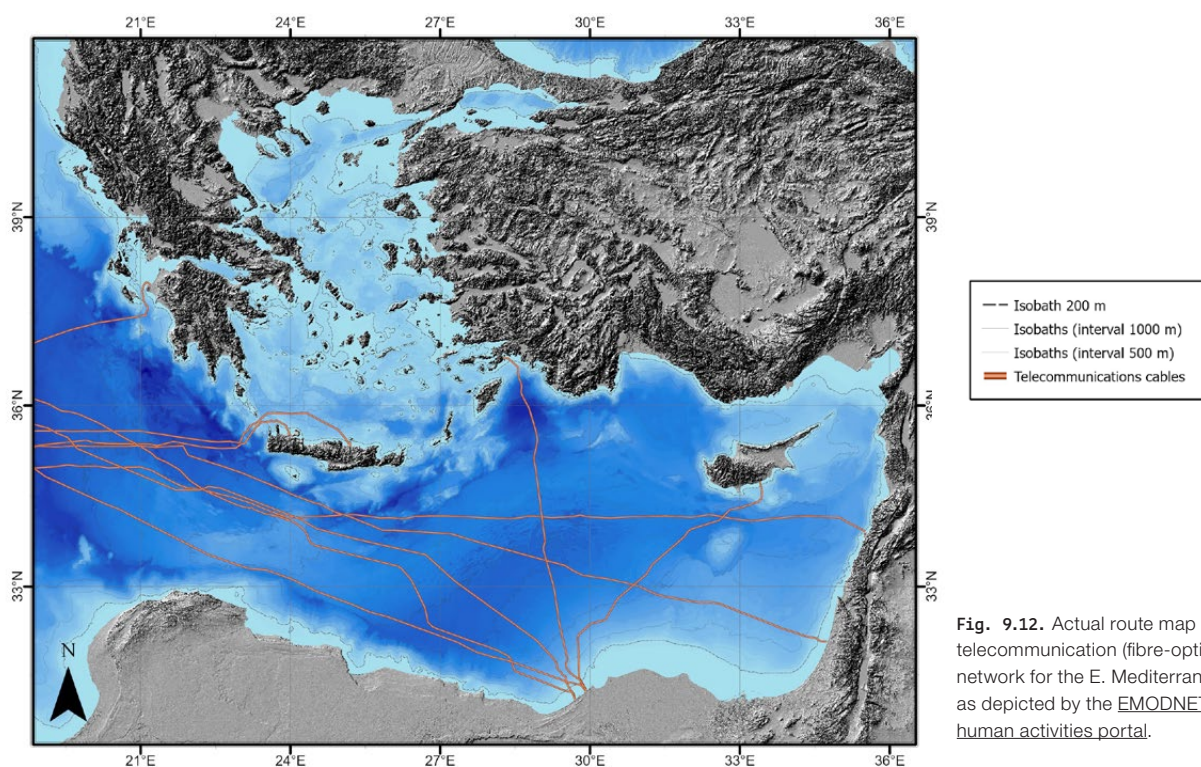 21°E 24°E 27°E 30°E 33°E 36°E
39°N 39°N
Isobath 200 m
Isobaths (interval 1000 m)
Isobaths (interval 500 m)
Telecommunications cables
36°N
33°N 33°N
N
21°E 24°E 27°E 30°E 33°E 36°E
Fig. 9.12. Actual route map
telecommunication (fibre-opti
network for the E. Mediterran
as depicted by the EMODNET
human activities portal.